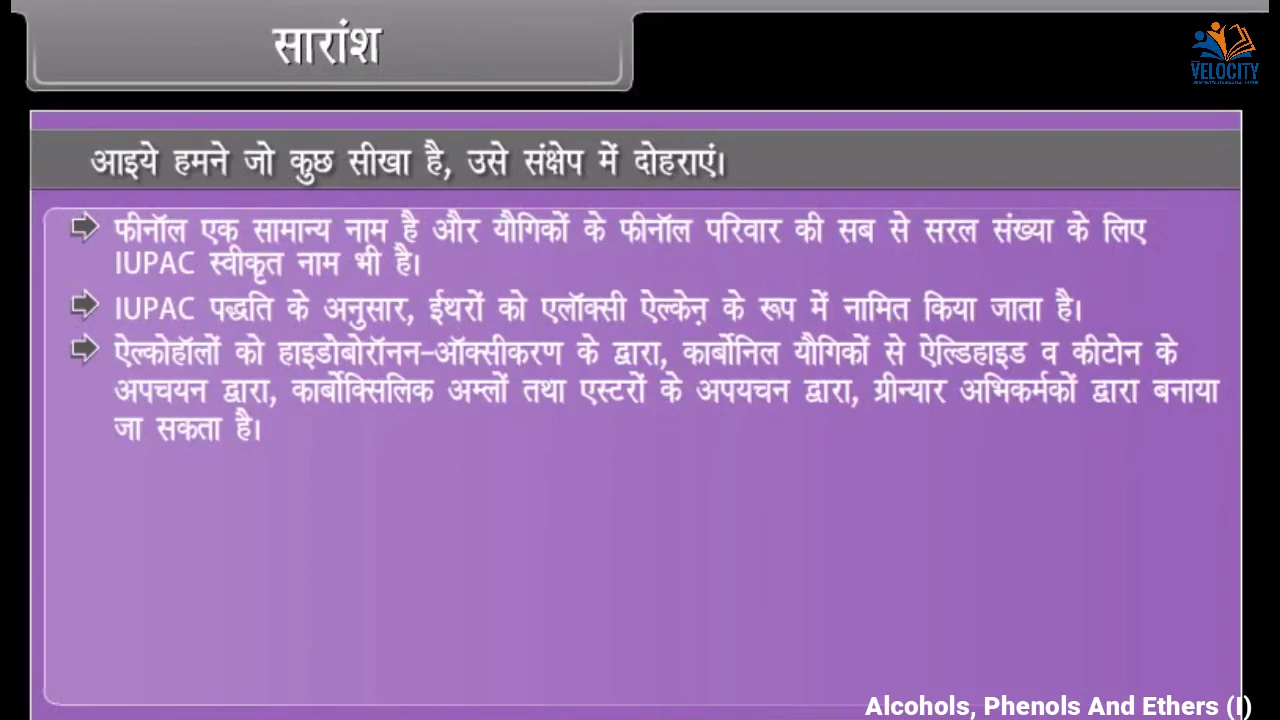 सारांश
VELOCITY
आइये हमने जो कुछ सीखा है, उसे संक्षेप में दोहराएं।
फीनॉल एक सामान्य नाम है और यौगिकों के फीनॉल परिवार की सब से सरल संख्या के लिए
IUPAC स्वीकृत नाम भी है।
IUPAC पद्धति के अनुसार, ईथरों को एलॉक्सी ऐल्केऩ के रूप में नामित किया जाता है।
ऐल्कोहॉलों को हाइडोबोरॉनन-ऑक्सीकरण के द्वारा, कार्बोनिल यौगिकों से ऐल्डिहाइड व कीटोन के
अपचयन द्वारा, कार्बोक्सिलिक अम्लों तथा एस्टरों के अपयचन द्वारा, ग्रीन्यार अभिकर्मकों द्वारा बनाया
जा सकता है।
Alcohols, Phenols And Ethers (I)